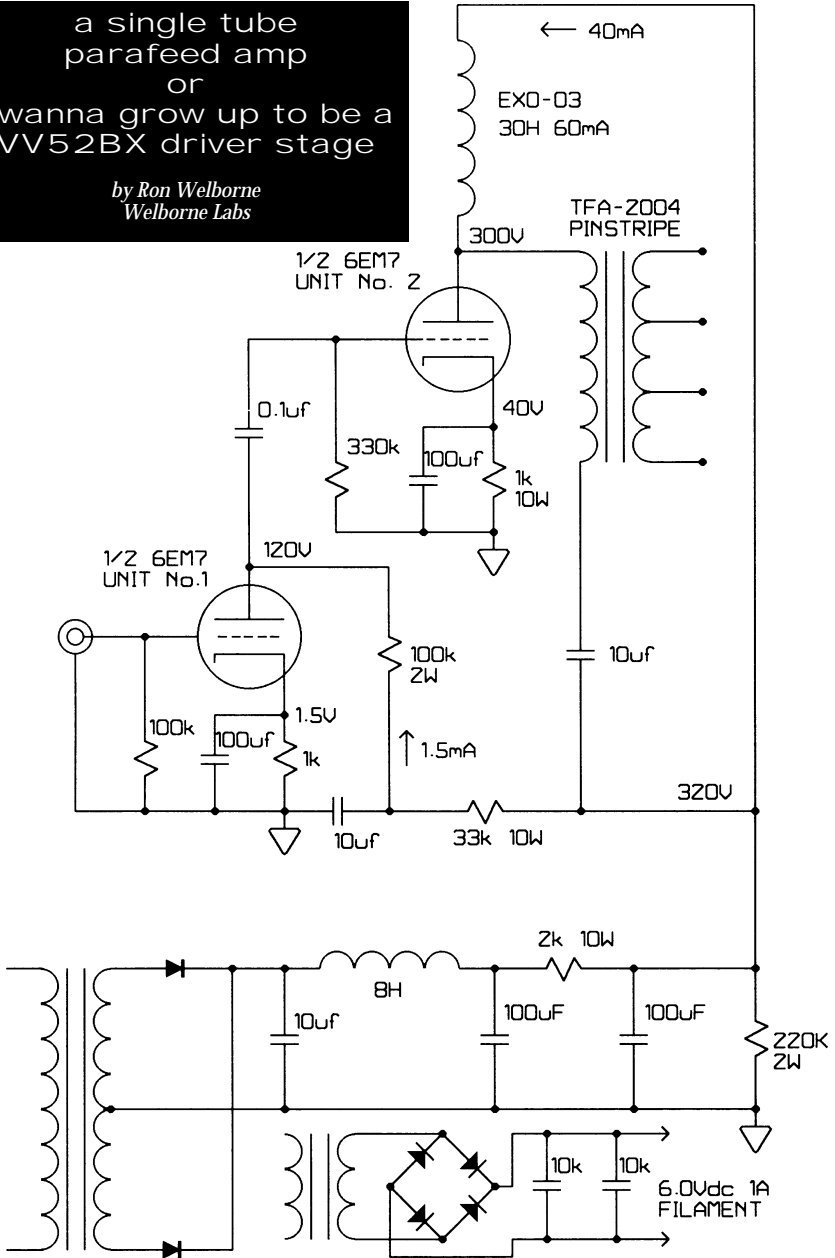 a single tube
parafeed amp
or
wanna grow up to be a
VV52BX driver stage
by Ron Welborne
Welborne Labs
40mA
EXO-03
30H 60mA
TFA-2004
PINSTRIPE
300V
1/2 6EM7
UNIT No. 2
0.1uf
40V
330k
100uf
1k
10W
120V
1/2 6EM7
UNIT No.1
100k
2W
10uf
1.5V
100k
100uf
1k
1.5mA
320V
10uf
33k 10W
2k 10W
8H
10uf
100uF
100uF
220K
2W
10k
10k
6.0Vdc 1A
FILAMENT